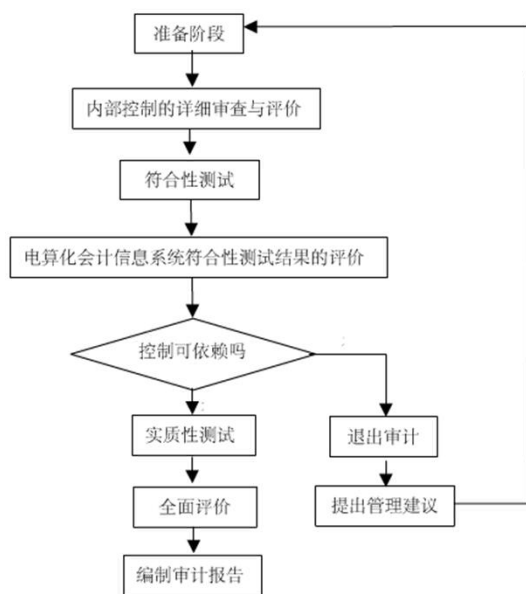 准备阶段
内部控制的详细审查与评价
符合性测试
电算化会计信息系统符合性测试结果的评价
控制可依赖吗
实质性测试
退出审计
全面评价
提出管理建议
编制审计报告